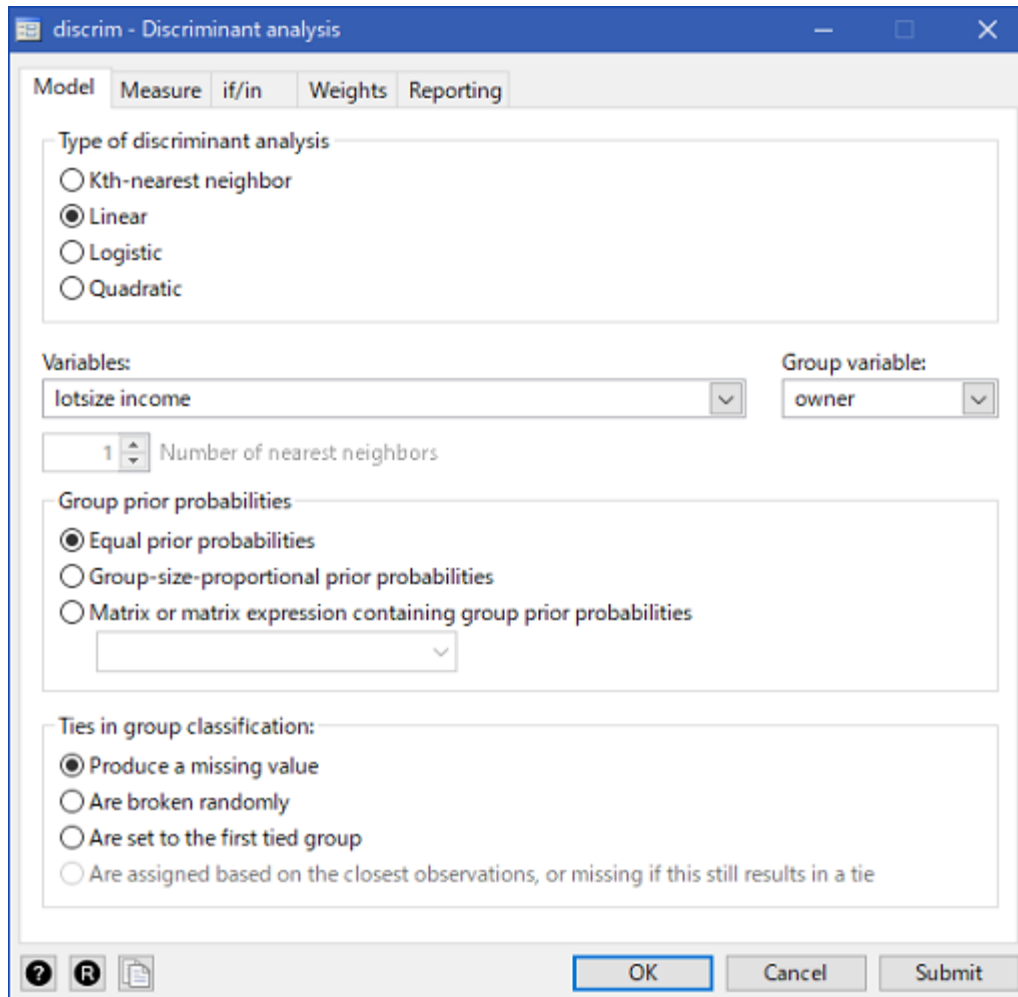 discrim - Discriminant analysis
Model Measure if/in Weights Reporting
Type of discriminant analysis
Kth-nearest neighbor
Linear
Logistic
Quadratic
Variables: Group variable:
lotsize income owner
1 Number of nearest neighbors
Group prior probabilities
Equal prior probabilities
Group-size-proportional prior probabilities
Matrix or matrix expression containing group prior probabilities
Ties in group classification:
Produce a missing value
Are broken randomly
Are set to the first tied group
Are assigned based on the closest observations, or missing if this still results in a tie
? R OK Cancel Submit